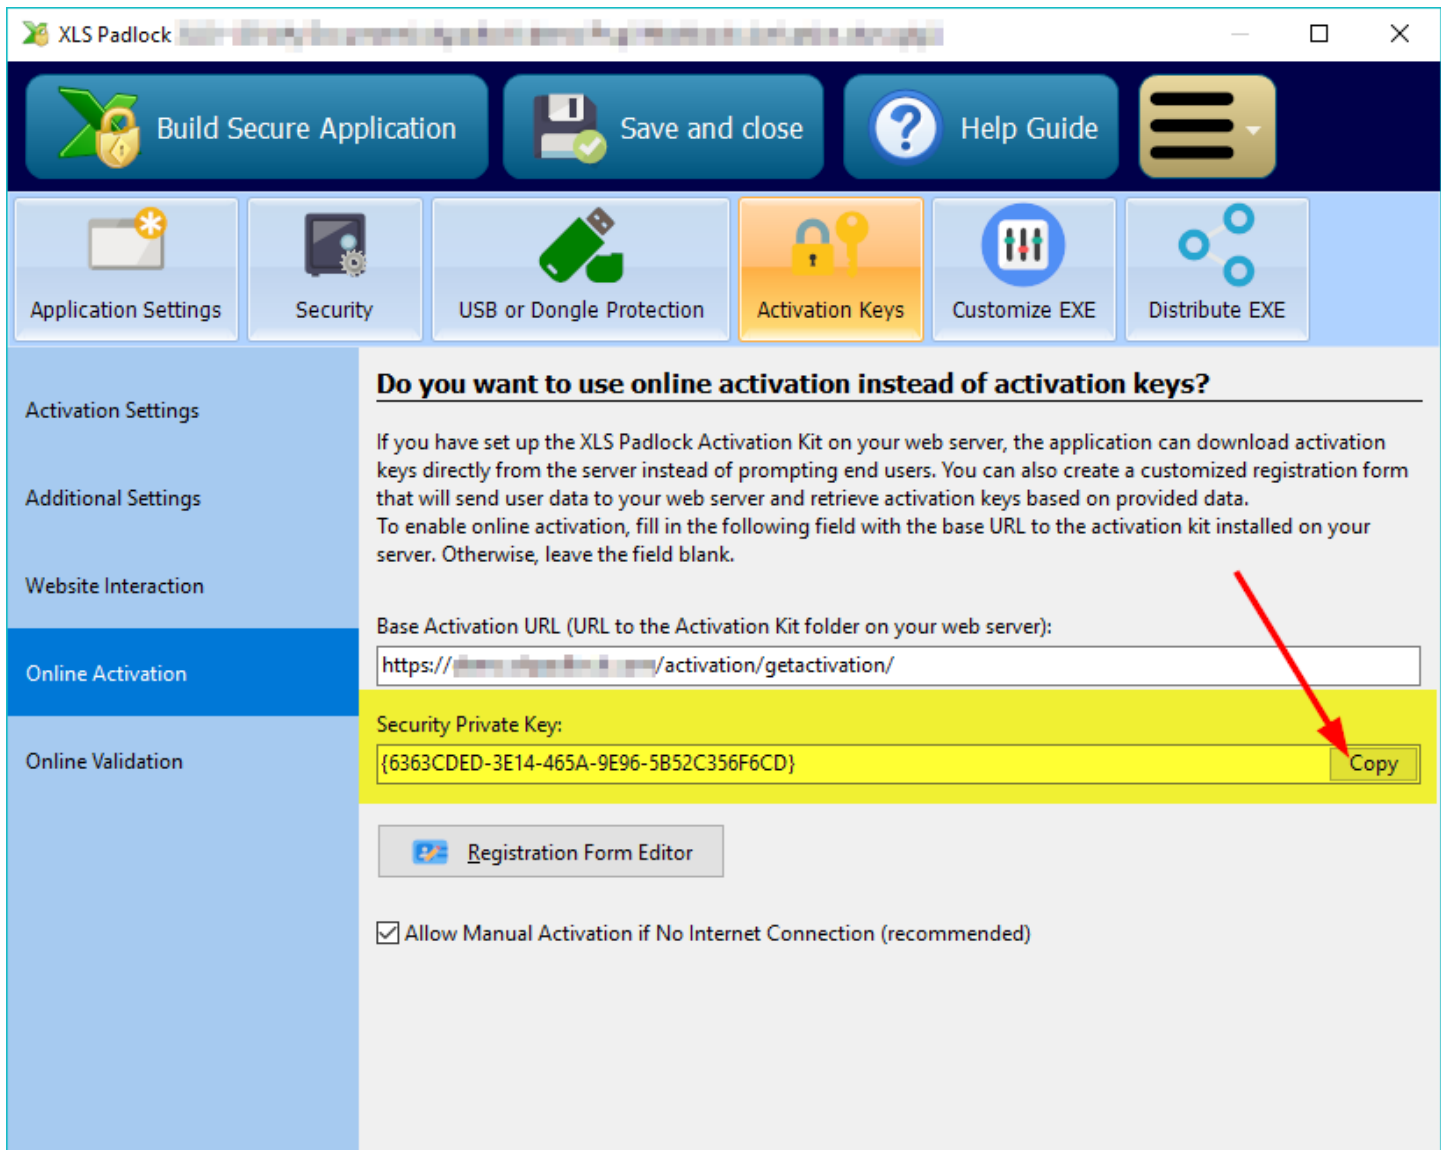 XLS Padlock
Build Secure Application
Save and close
Help Guide
Application Settings
Security
USB or Dongle Protection
Activation Keys
Customize EXE
Distribute EXE
Activation Settings
Additional Settings
Website Interaction
Online Activation
Online Validation
Do you want to use online activation instead of activation keys?
If you have set up the XLS Padlock Activation Kit on your web server, the application can download activation
keys directly from the server instead of prompting end users. You can also create a customized registration form
that will send user data to your web server and retrieve activation keys based on provided data.
To enable online activation, fill in the following field with the base URL to the activation kit installed on your
server. Otherwise, leave the field blank.
Base Activation URL (URL to the Activation Kit folder on your web server):
https:// /activation/getactivation/
Security Private Key:
{6363CDED-3E14-465A-9E96-5B52C356F6CD}
Copy
Registration Form Editor
Allow Manual Activation if No Internet Connection (recommended)